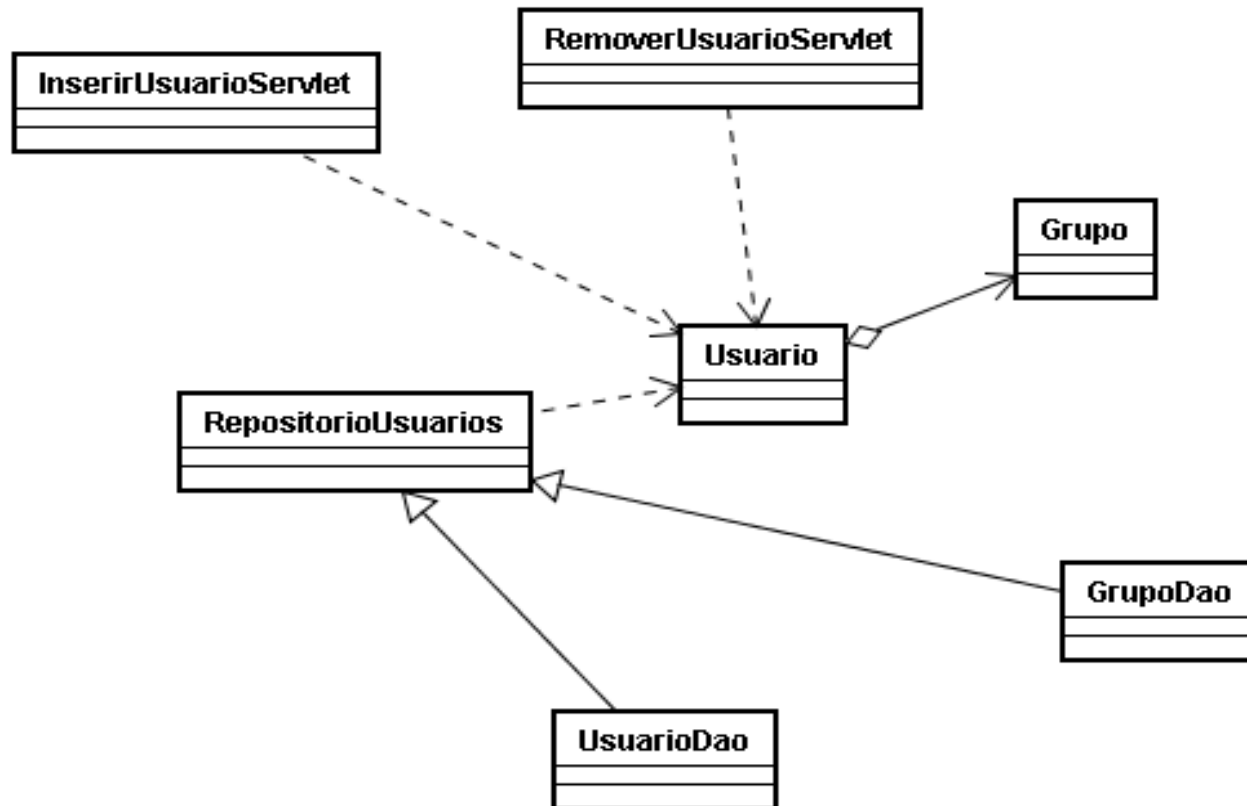 RemoverUsuarioServlet
InserirUsuarioServlet
Grupo
Usuario
RepositorioUsuarios
GrupoDao
UsuarioDao